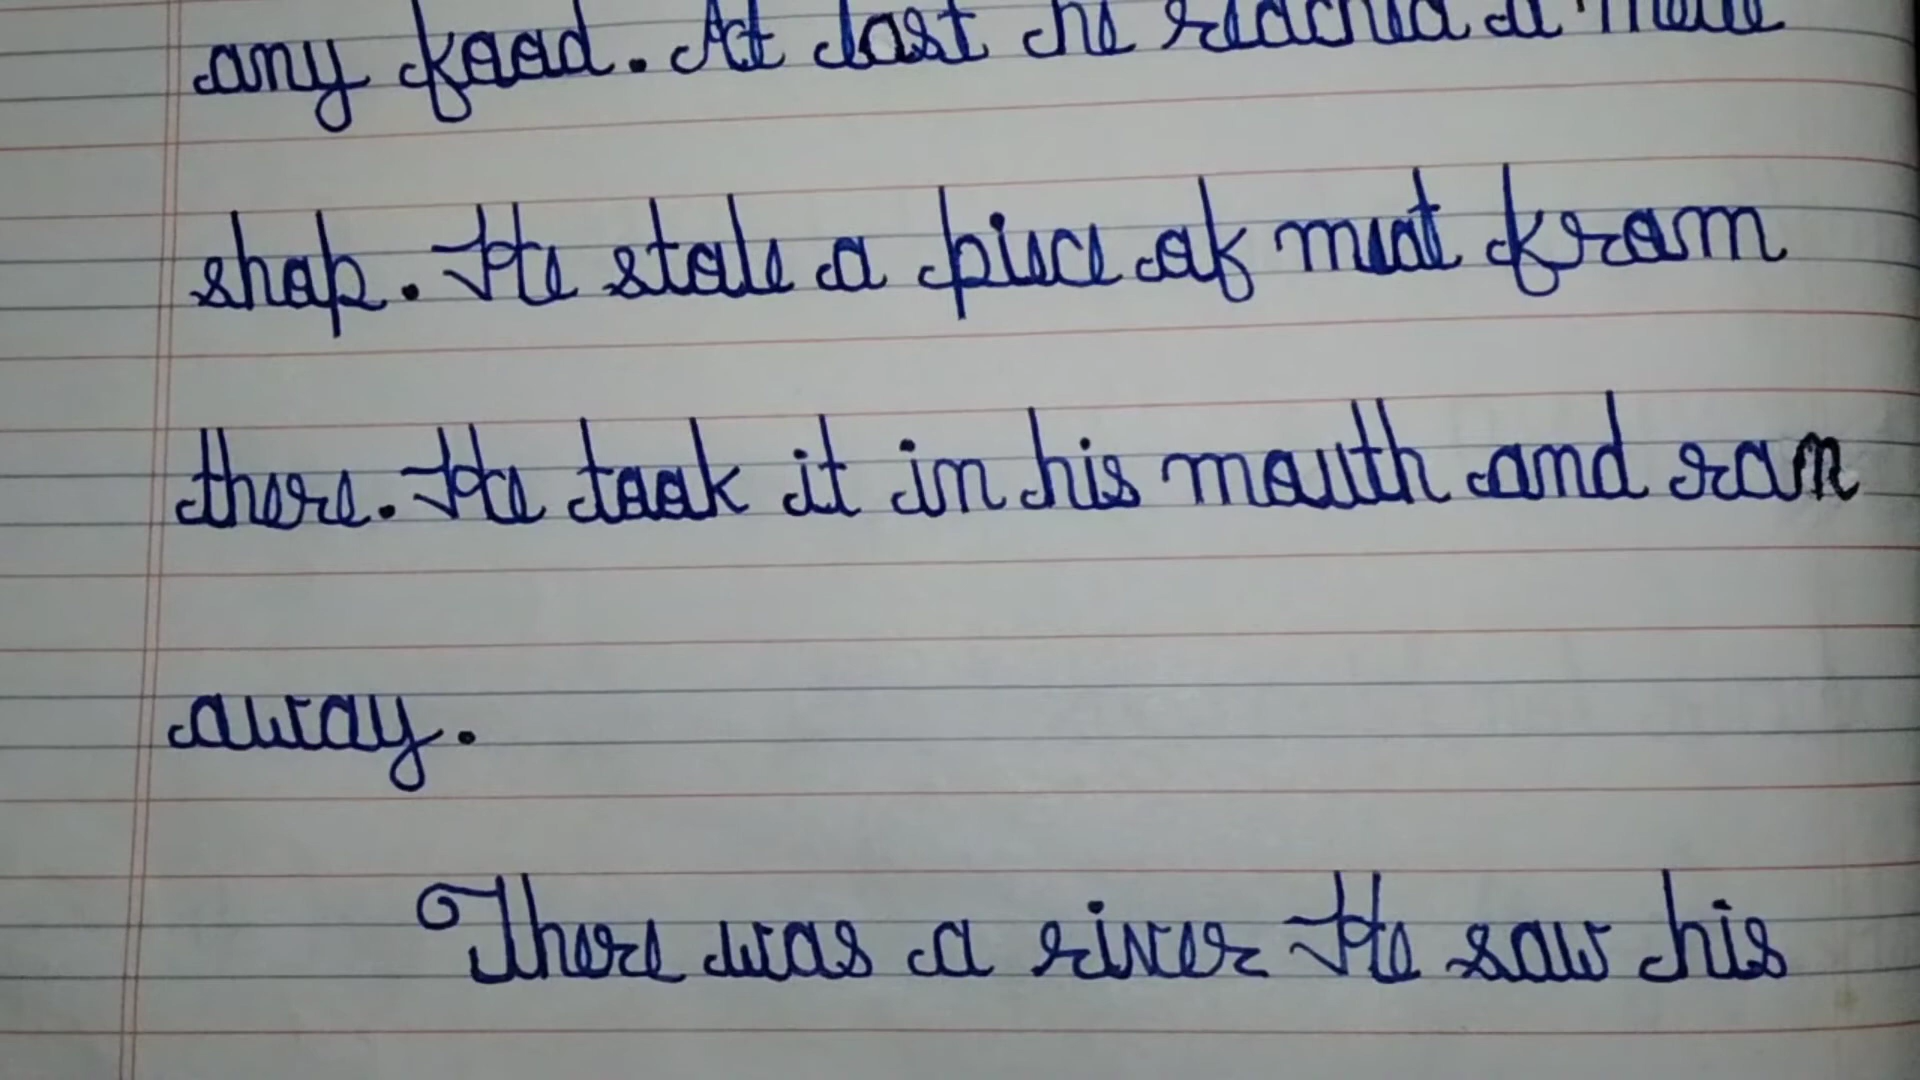 any food. At last he reached a meat
shop. He stole a piece of meat from
there. He took it in his mouth and ran
away.
There was a river He saw his